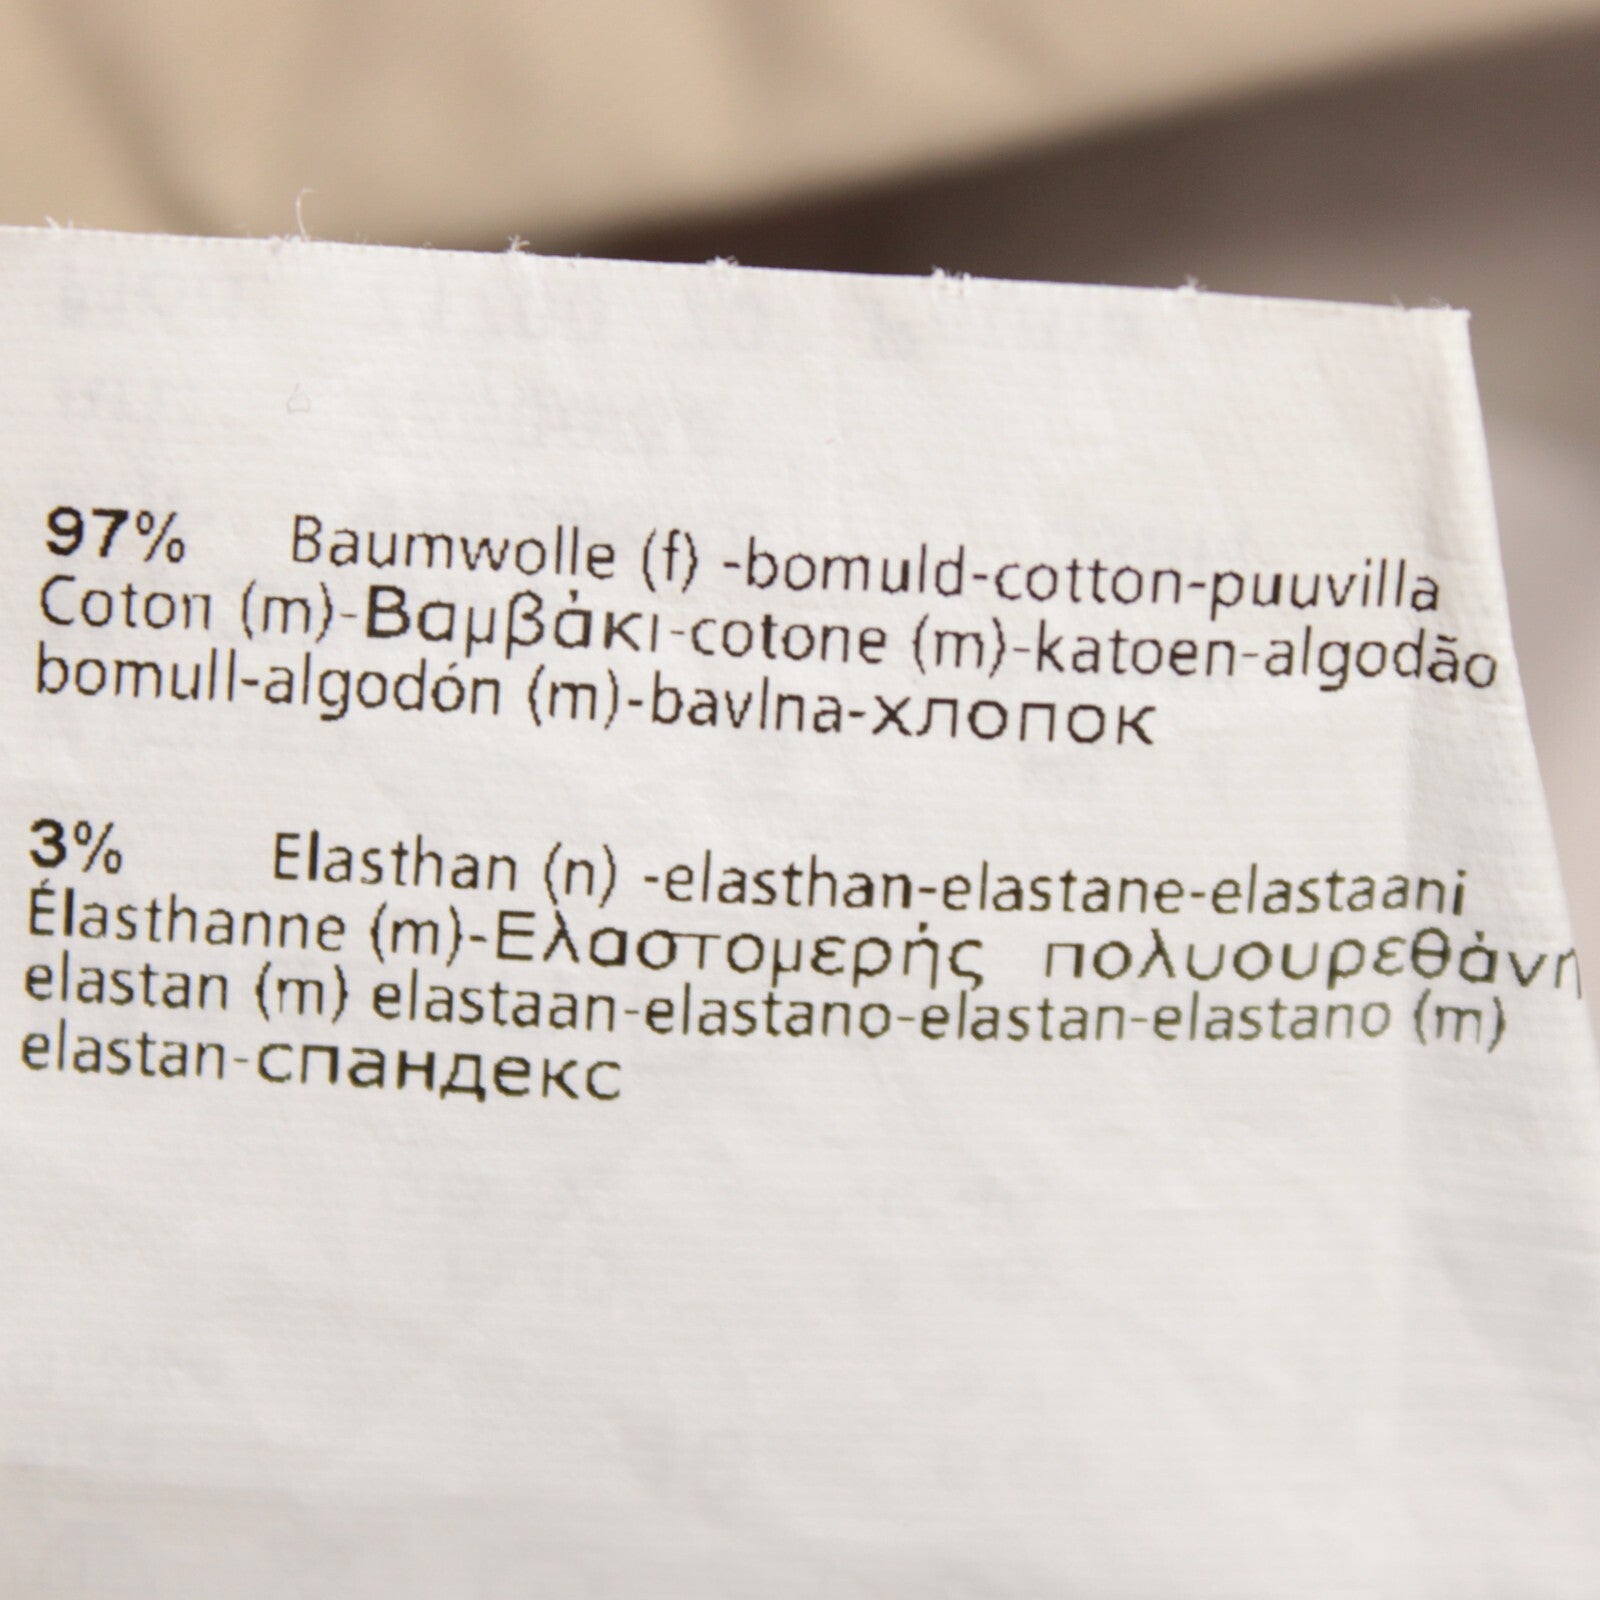 97% Baumwolle (f) -bomuld-cotton-puuvilla
Coton (m)-Βαμβάκι-cotone (m)-katoen-algodão
bomull-algodón (m)-bavlna-хлопок
3% Elasthan (n) -elasthan-elastane-elastaani
Élasthanne (m)-Ελαστομερής πολυουρεθάνη
elastan (m) elastaan-elastano-elastan-elastano (m)
elastan-спандекс